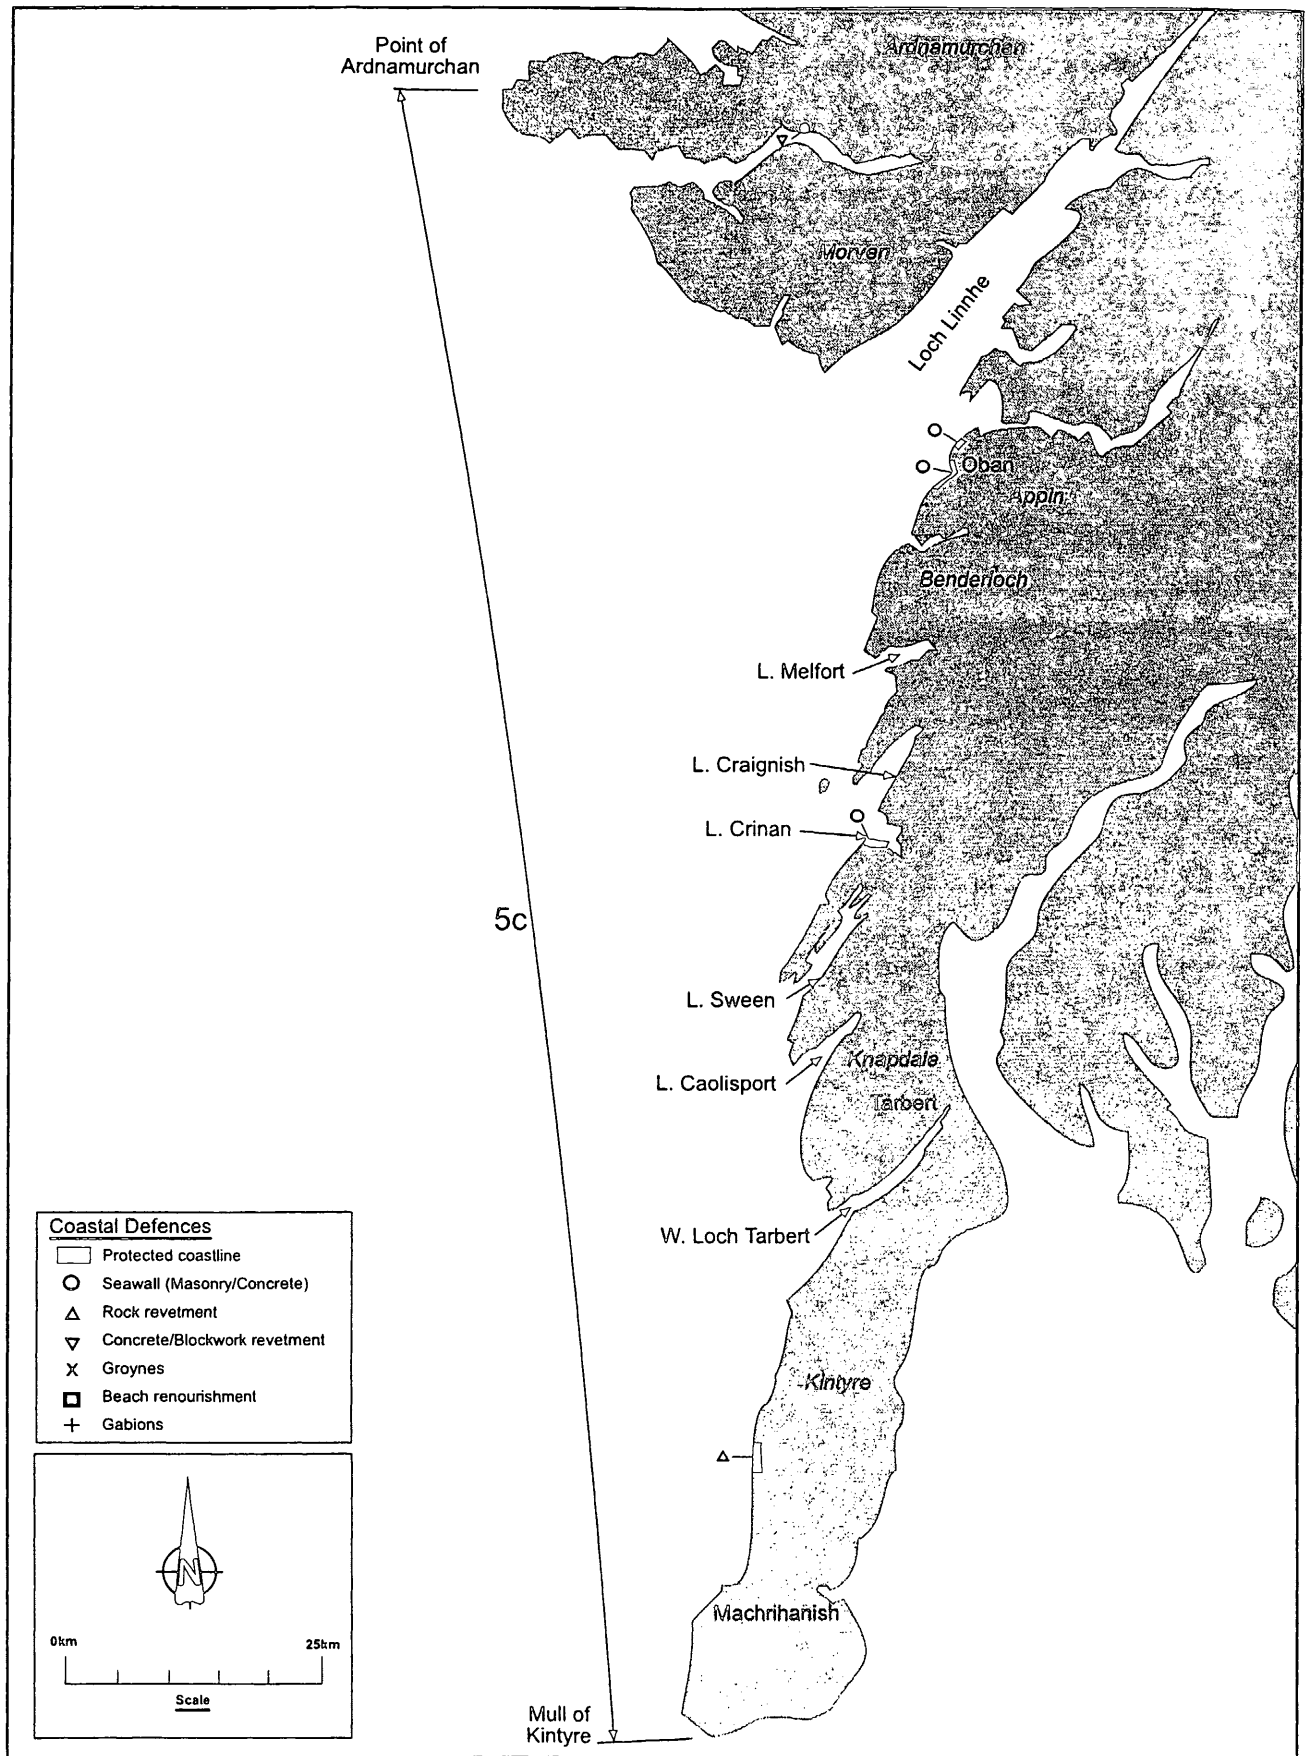 Point of
Ardnamurchan
Ardnamurchan
Morven
Loch Linnhe
Oban
Appin
Benderloch
L. Melfort
L. Craignish
L. Crinan
5c
L. Sween
L. Caolisport
Knapdale
Tarbert
W. Loch Tarbert
Kintyre
Machrihanish
Mull of
Kintyre
Coastal Defences
Protected coastline
Seawall (Masonry/Concrete)
Rock revetment
Concrete/Blockwork revetment
Groynes
Beach renourishment
Gabions
N
0km 25km
Scale